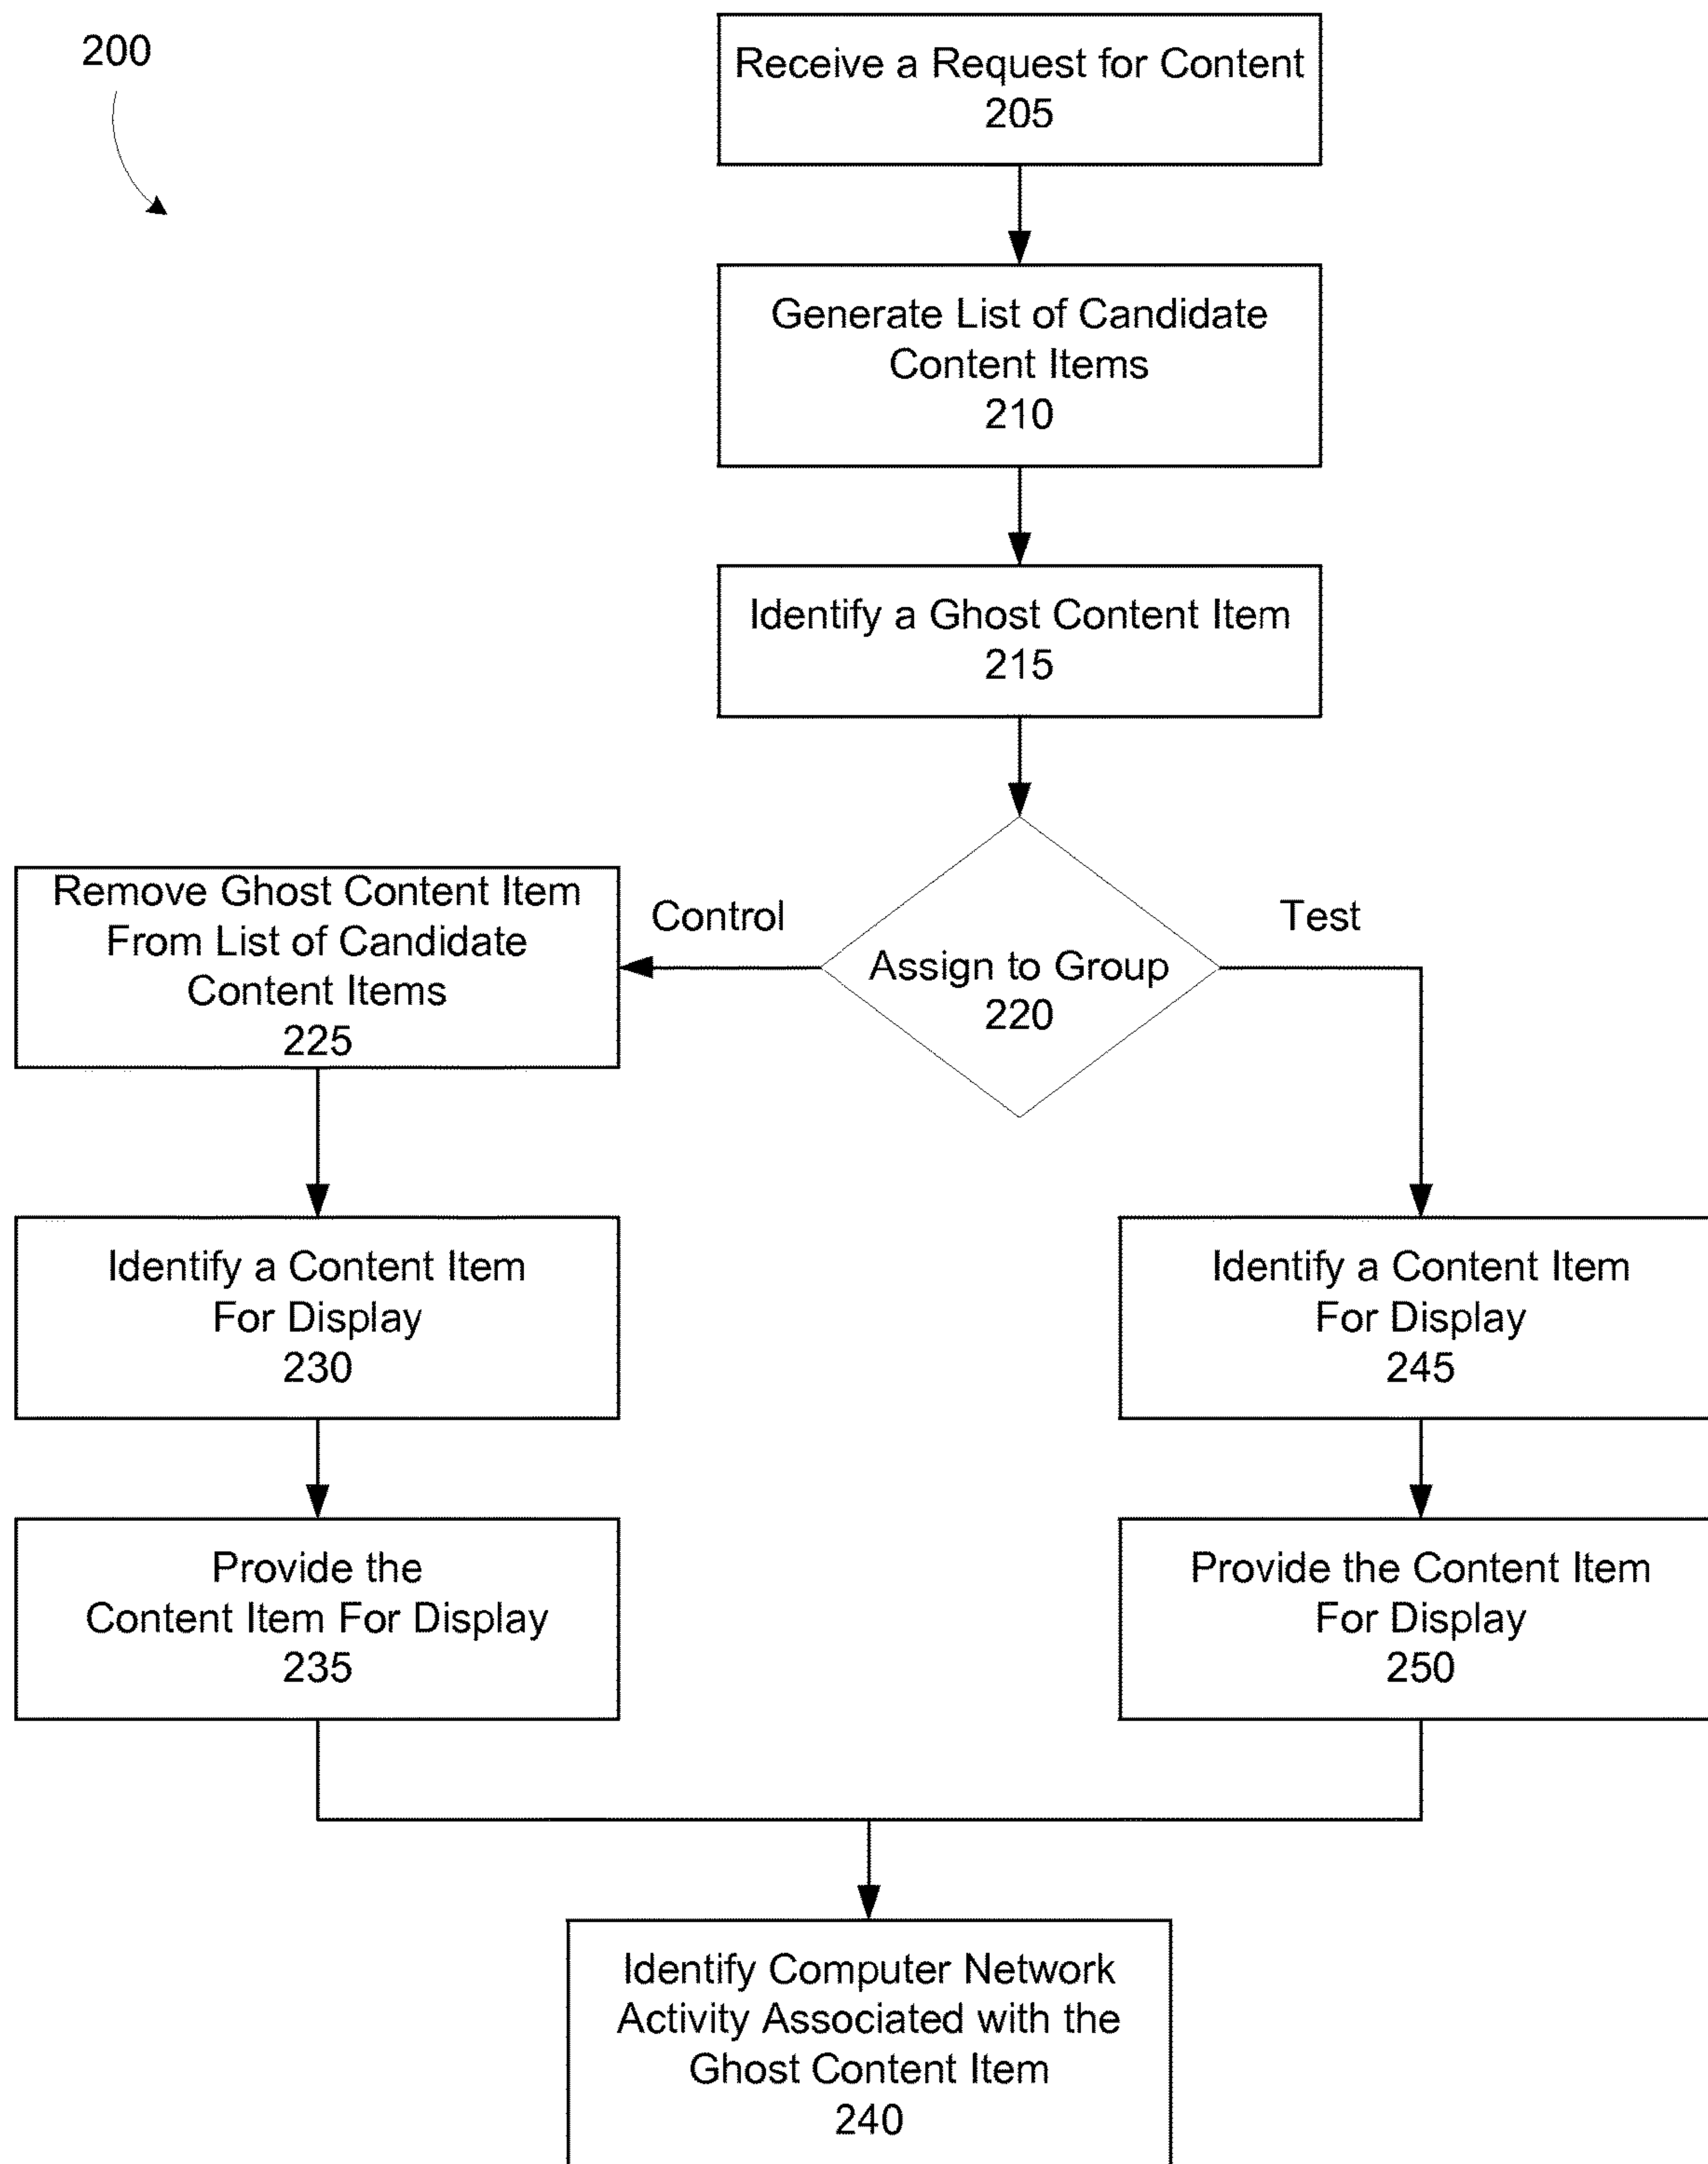 200
Receive a Request for Content
205
Generate List of Candidate
Content Items
210
Identify a Ghost Content Item
215
Remove Ghost Content Item
From List of Candidate
Content Items
225
Control
Assign to Group
220
Test
Identify a Content Item
For Display
230
Identify a Content Item
For Display
245
Provide the
Content Item For Display
235
Provide the Content Item
For Display
250
Identify Computer Network
Activity Associated with the
Ghost Content Item
240